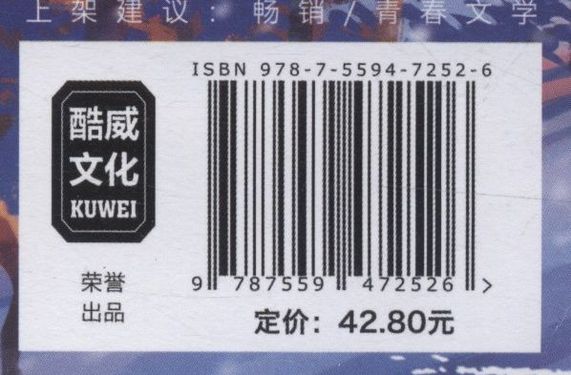 上架建议：畅销/青春文学
ISBN 978-7-5594-7252-6
酷威
文化
KUWEI
荣誉
出品
9 787559 472526 >
定价：42.80元